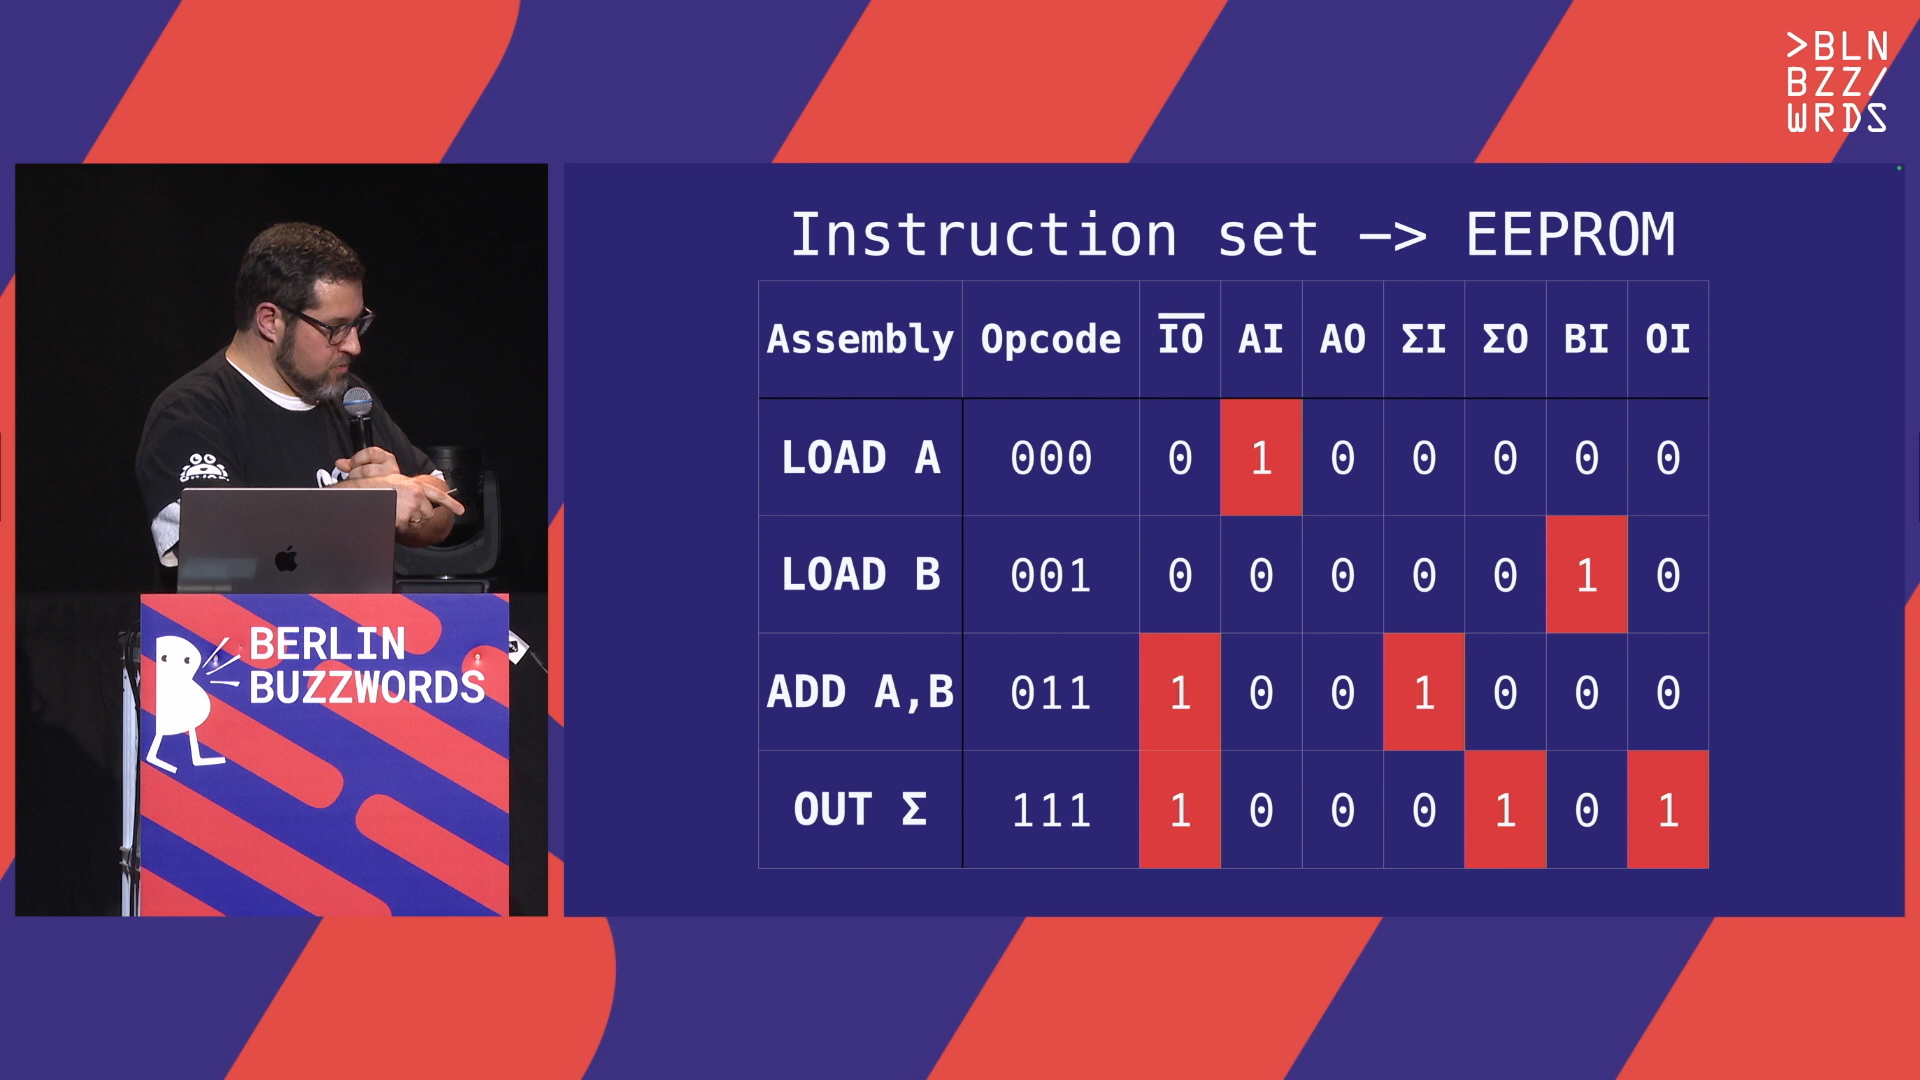 >BLN
BZZ/
WRDS
Instruction set —> EEPROM
Assembly Opcode I̅O̅ AI AO ΣI ΣO BI OI
LOAD A 000 0 1 0 0 0 0 0
LOAD B 001 0 0 0 0 0 1 0
ADD A,B 011 1 0 0 1 0 0 0
OUT Σ 111 1 0 0 0 1 0 1
BERLIN
BUZZWORDS